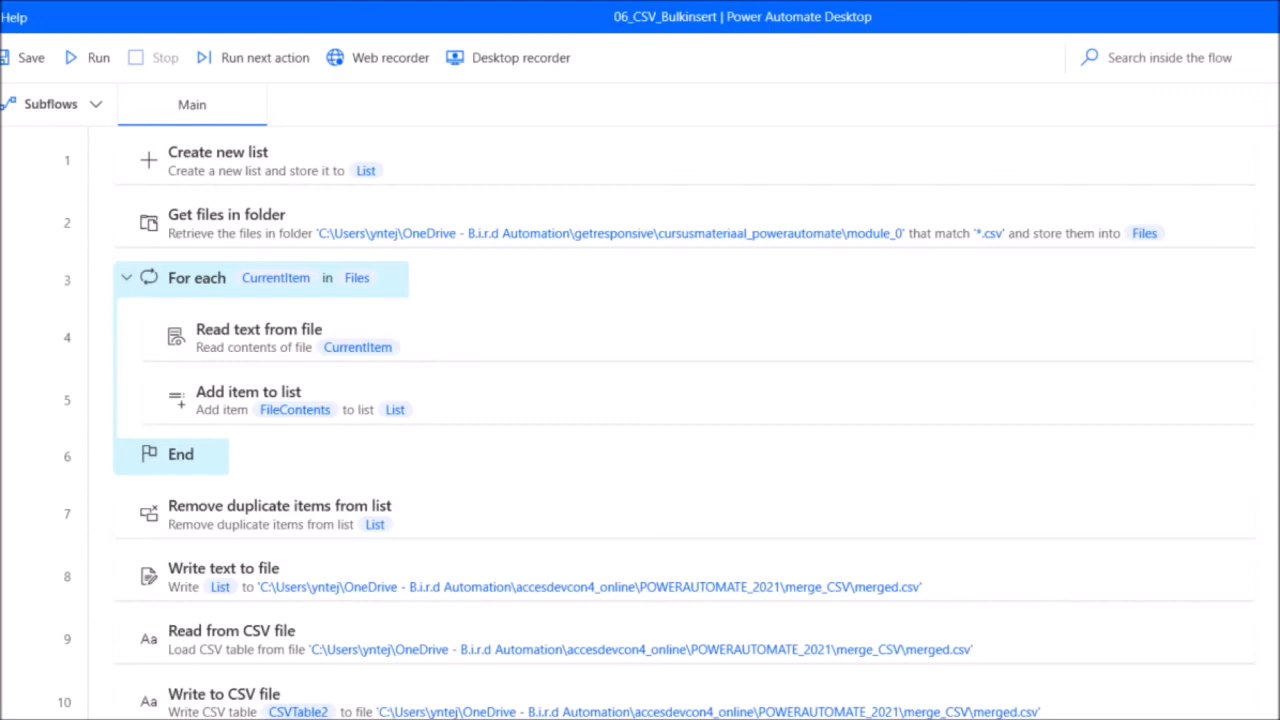 Help
06_CSV_Bulkinsert | Power Automate Desktop
Save Run Stop Run next action Web recorder Desktop recorder Search inside the flow
Subflows Main
1 Create new list
Create a new list and store it to List
2 Get files in folder
Retrieve the files in folder 'C:\Users\yntej\OneDrive - B.i.r.d Automation\getresponsive\cursusmateriaal_powerautomate\module_0' that match '*.csv' and store them into Files
3 For each CurrentItem in Files
4 Read text from file
Read contents of file CurrentItem
5 Add item to list
Add item FileContents to list List
6 End
7 Remove duplicate items from list
Remove duplicate items from list List
8 Write text to file
Write List to 'C:\Users\yntej\OneDrive - B.i.r.d Automation\accesdevcon4_online\POWERAUTOMATE_2021\merge_CSV\merged.csv'
9 Aa Read from CSV file
Load CSV table from file 'C:\Users\yntej\OneDrive - B.i.r.d Automation\accesdevcon4_online\POWERAUTOMATE_2021\merge_CSV\merged.csv'
10 Aa Write to CSV file
Write CSV table CSVTable2 to file 'C:\Users\yntej\OneDrive - B.i.r.d Automation\accesdevcon4_online\POWERAUTOMATE_2021\merge_CSV\merged.csv'